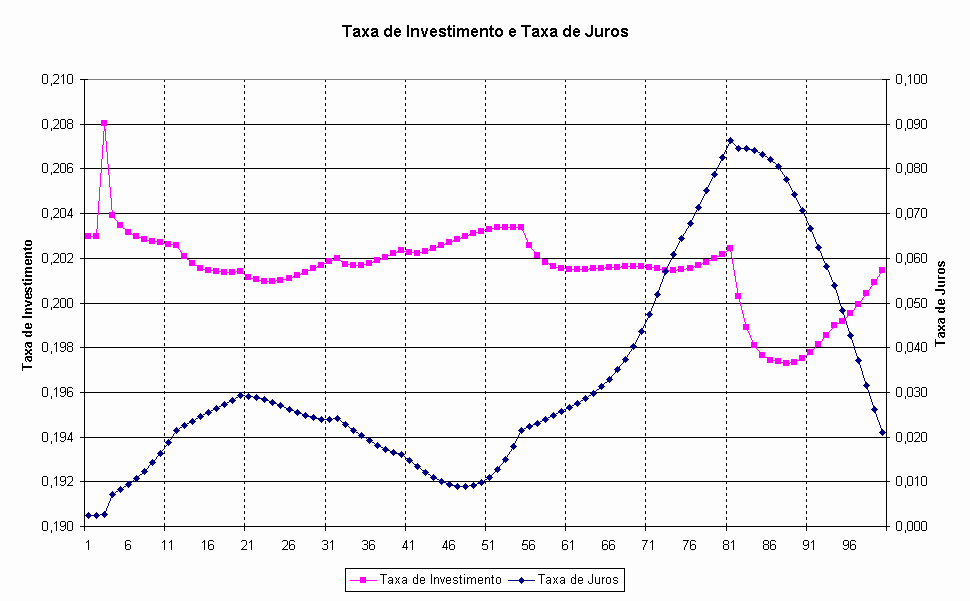 Taxa de Investimento e Taxa de Juros
0,210 0,100
0,208 0,090
0,206 0,080
0,204 0,070
0,202 0,060
0,200 0,050
0,198 0,040
0,196 0,030
0,194 0,020
0,192 0,010
0,190 0,000
Taxa de Investimento
Taxa de Juros
1 6 11 16 21 26 31 36 41 46 51 56 61 66 71 76 81 86 91 96
Taxa de Investimento Taxa de Juros